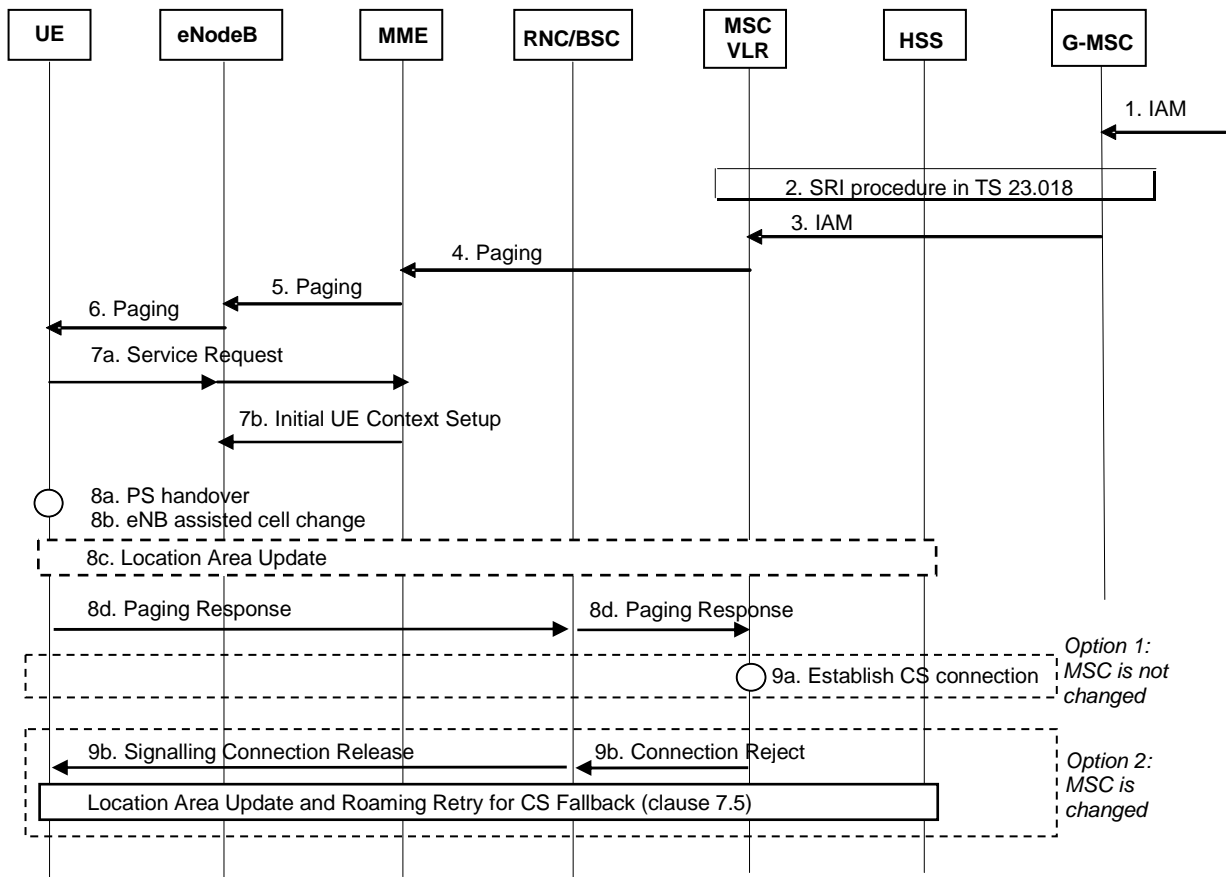 UE
eNodeB
MME
RNC/BSC
MSC
VLR
HSS
G-MSC
1. IAM
2. SRI procedure in TS 23.018
3. IAM
4. Paging
5. Paging
6. Paging
7a. Service Request
7b. Initial UE Context Setup
8a. PS handover
8b. eNB assisted cell change
8c. Location Area Update
8d. Paging Response
8d. Paging Response
Option 1:
MSC is not
changed
9a. Establish CS connection
9b. Signalling Connection Release
9b. Connection Reject
Option 2:
MSC is
changed
Location Area Update and Roaming Retry for CS Fallback (clause 7.5)